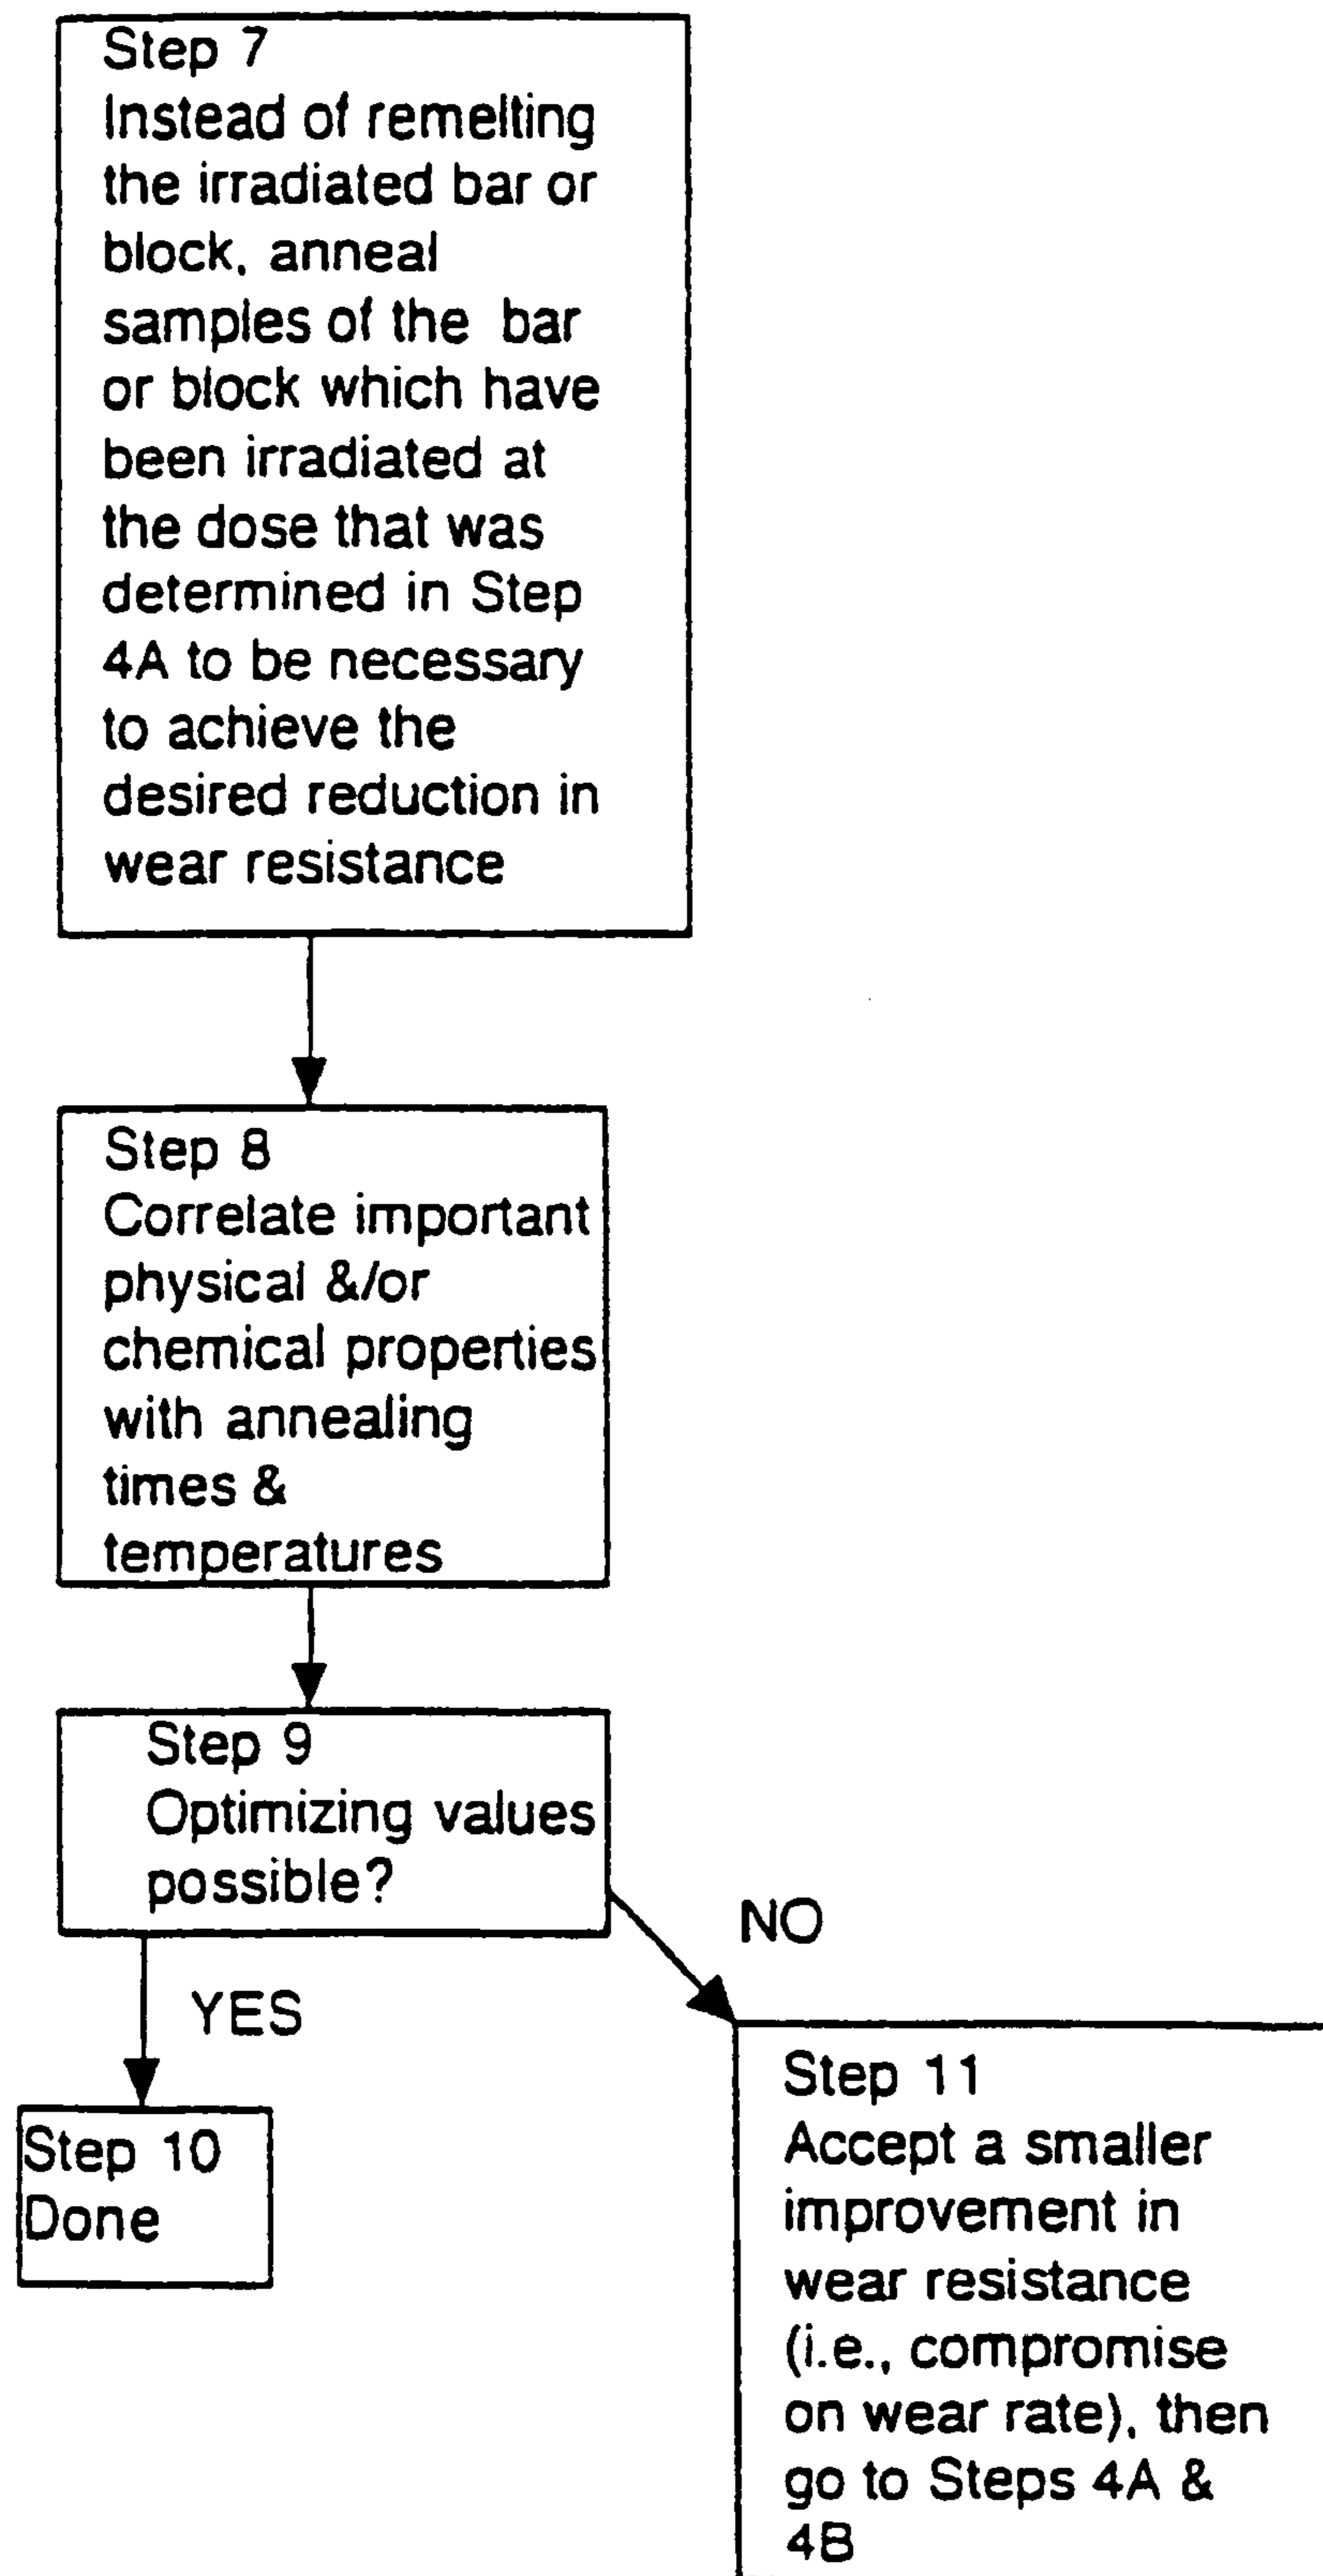 Step 7
Instead of remelting
the irradiated bar or
block, anneal
samples of the bar
or block which have
been irradiated at
the dose that was
determined in Step
4A to be necessary
to achieve the
desired reduction in
wear resistance
Step 8
Correlate important
physical &/or
chemical properties
with annealing
times &
temperatures
Step 9
Optimizing values
possible?
NO
YES
Step 10
Done
Step 11
Accept a smaller
improvement in
wear resistance
(i.e., compromise
on wear rate), then
go to Steps 4A &
4B